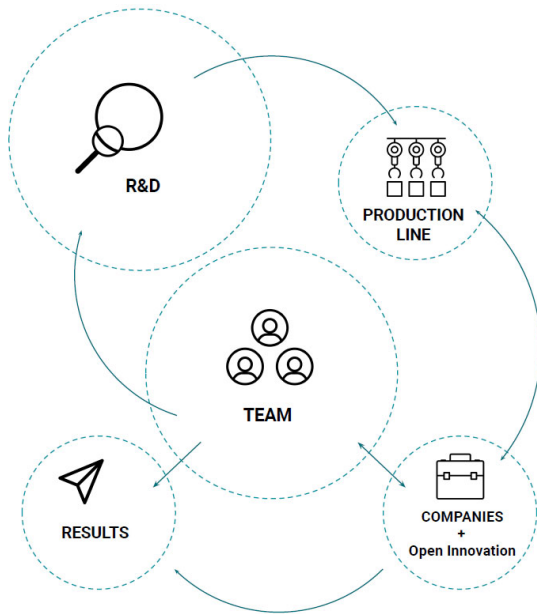 R&D
PRODUCTION
LINE
TEAM
RESULTS
COMPANIES
+
Open Innovation